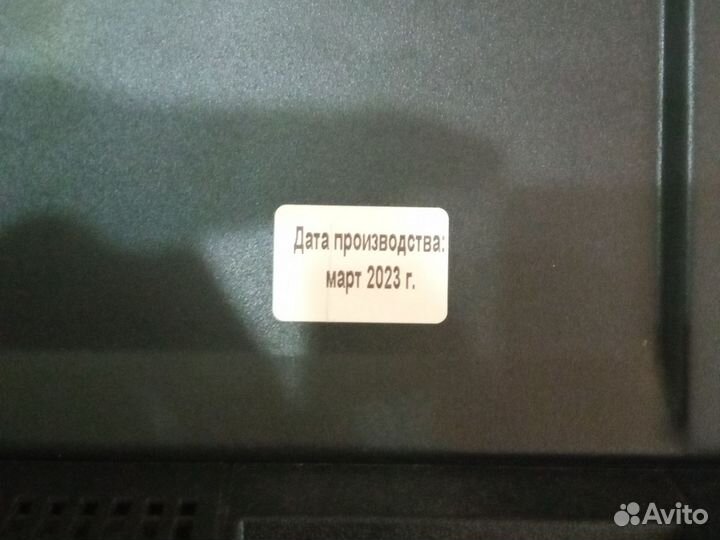 Дата производства:
март 2023 г.
Avito